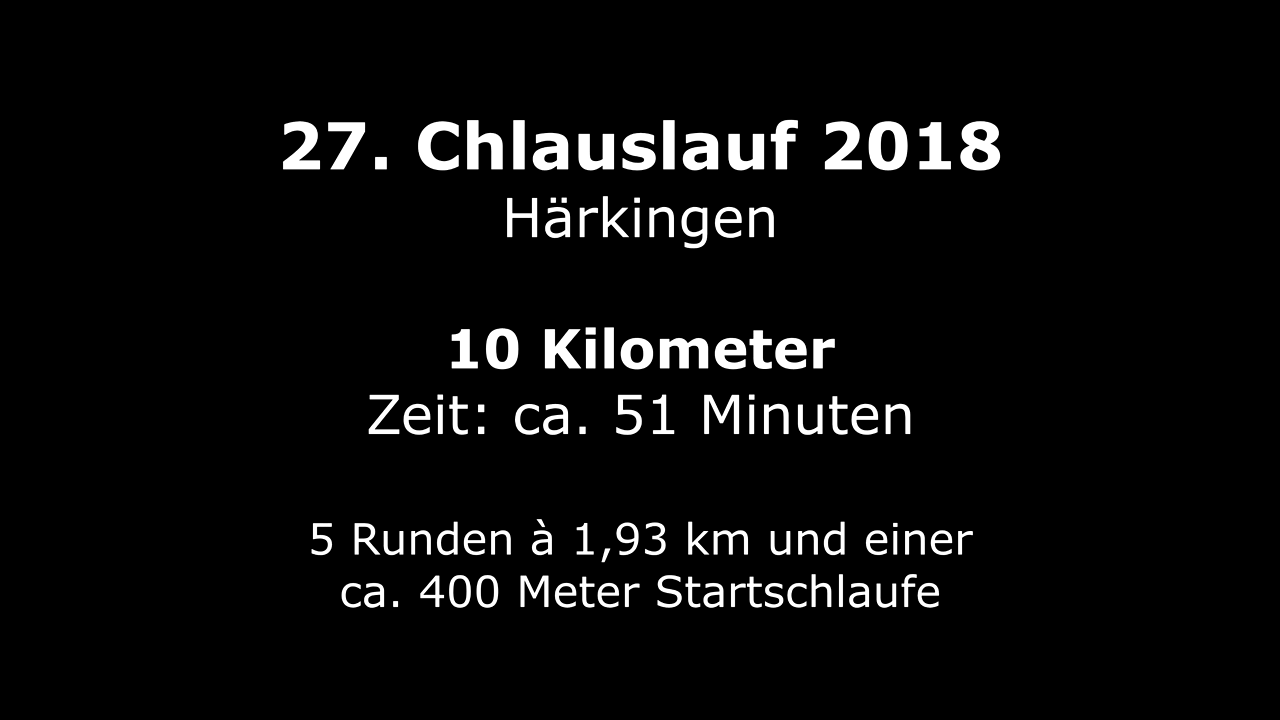 27. Chlauslauf 2018
Härkingen
10 Kilometer
Zeit: ca. 51 Minuten
5 Runden à 1,93 km und einer
ca. 400 Meter Startschlaufe